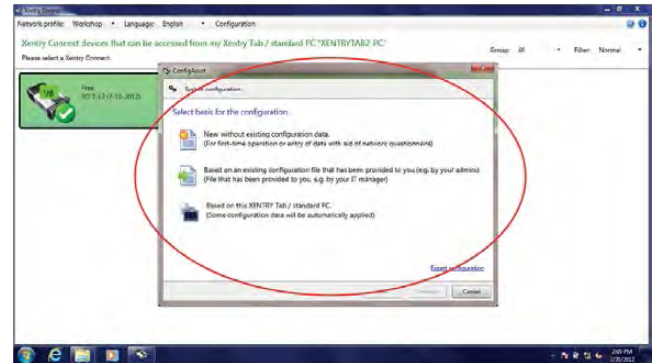 Network profile: Workshop • Language: English • Configuration
Xentry Connect devices that can be accessed from my Xentry Tab / standard PC "XENTRYTAB2 PC"
Please select a Xentry Connect.
Group: All Filter: Normal
Free
ConfigAssist
System configuration
Select basis for the configuration:
New without existing configuration data.
(For first-time operation or entry of data with aid of network questionnaire)
Based on an existing configuration file that has been provided to you (eg. by your admin)
(File that has been provided to you, e.g. by your IT manager)
Based on this XENTRY Tab / standard PC.
(Some configuration data will be automatically applied)
Expert configuration
Cancel
2:05 PM